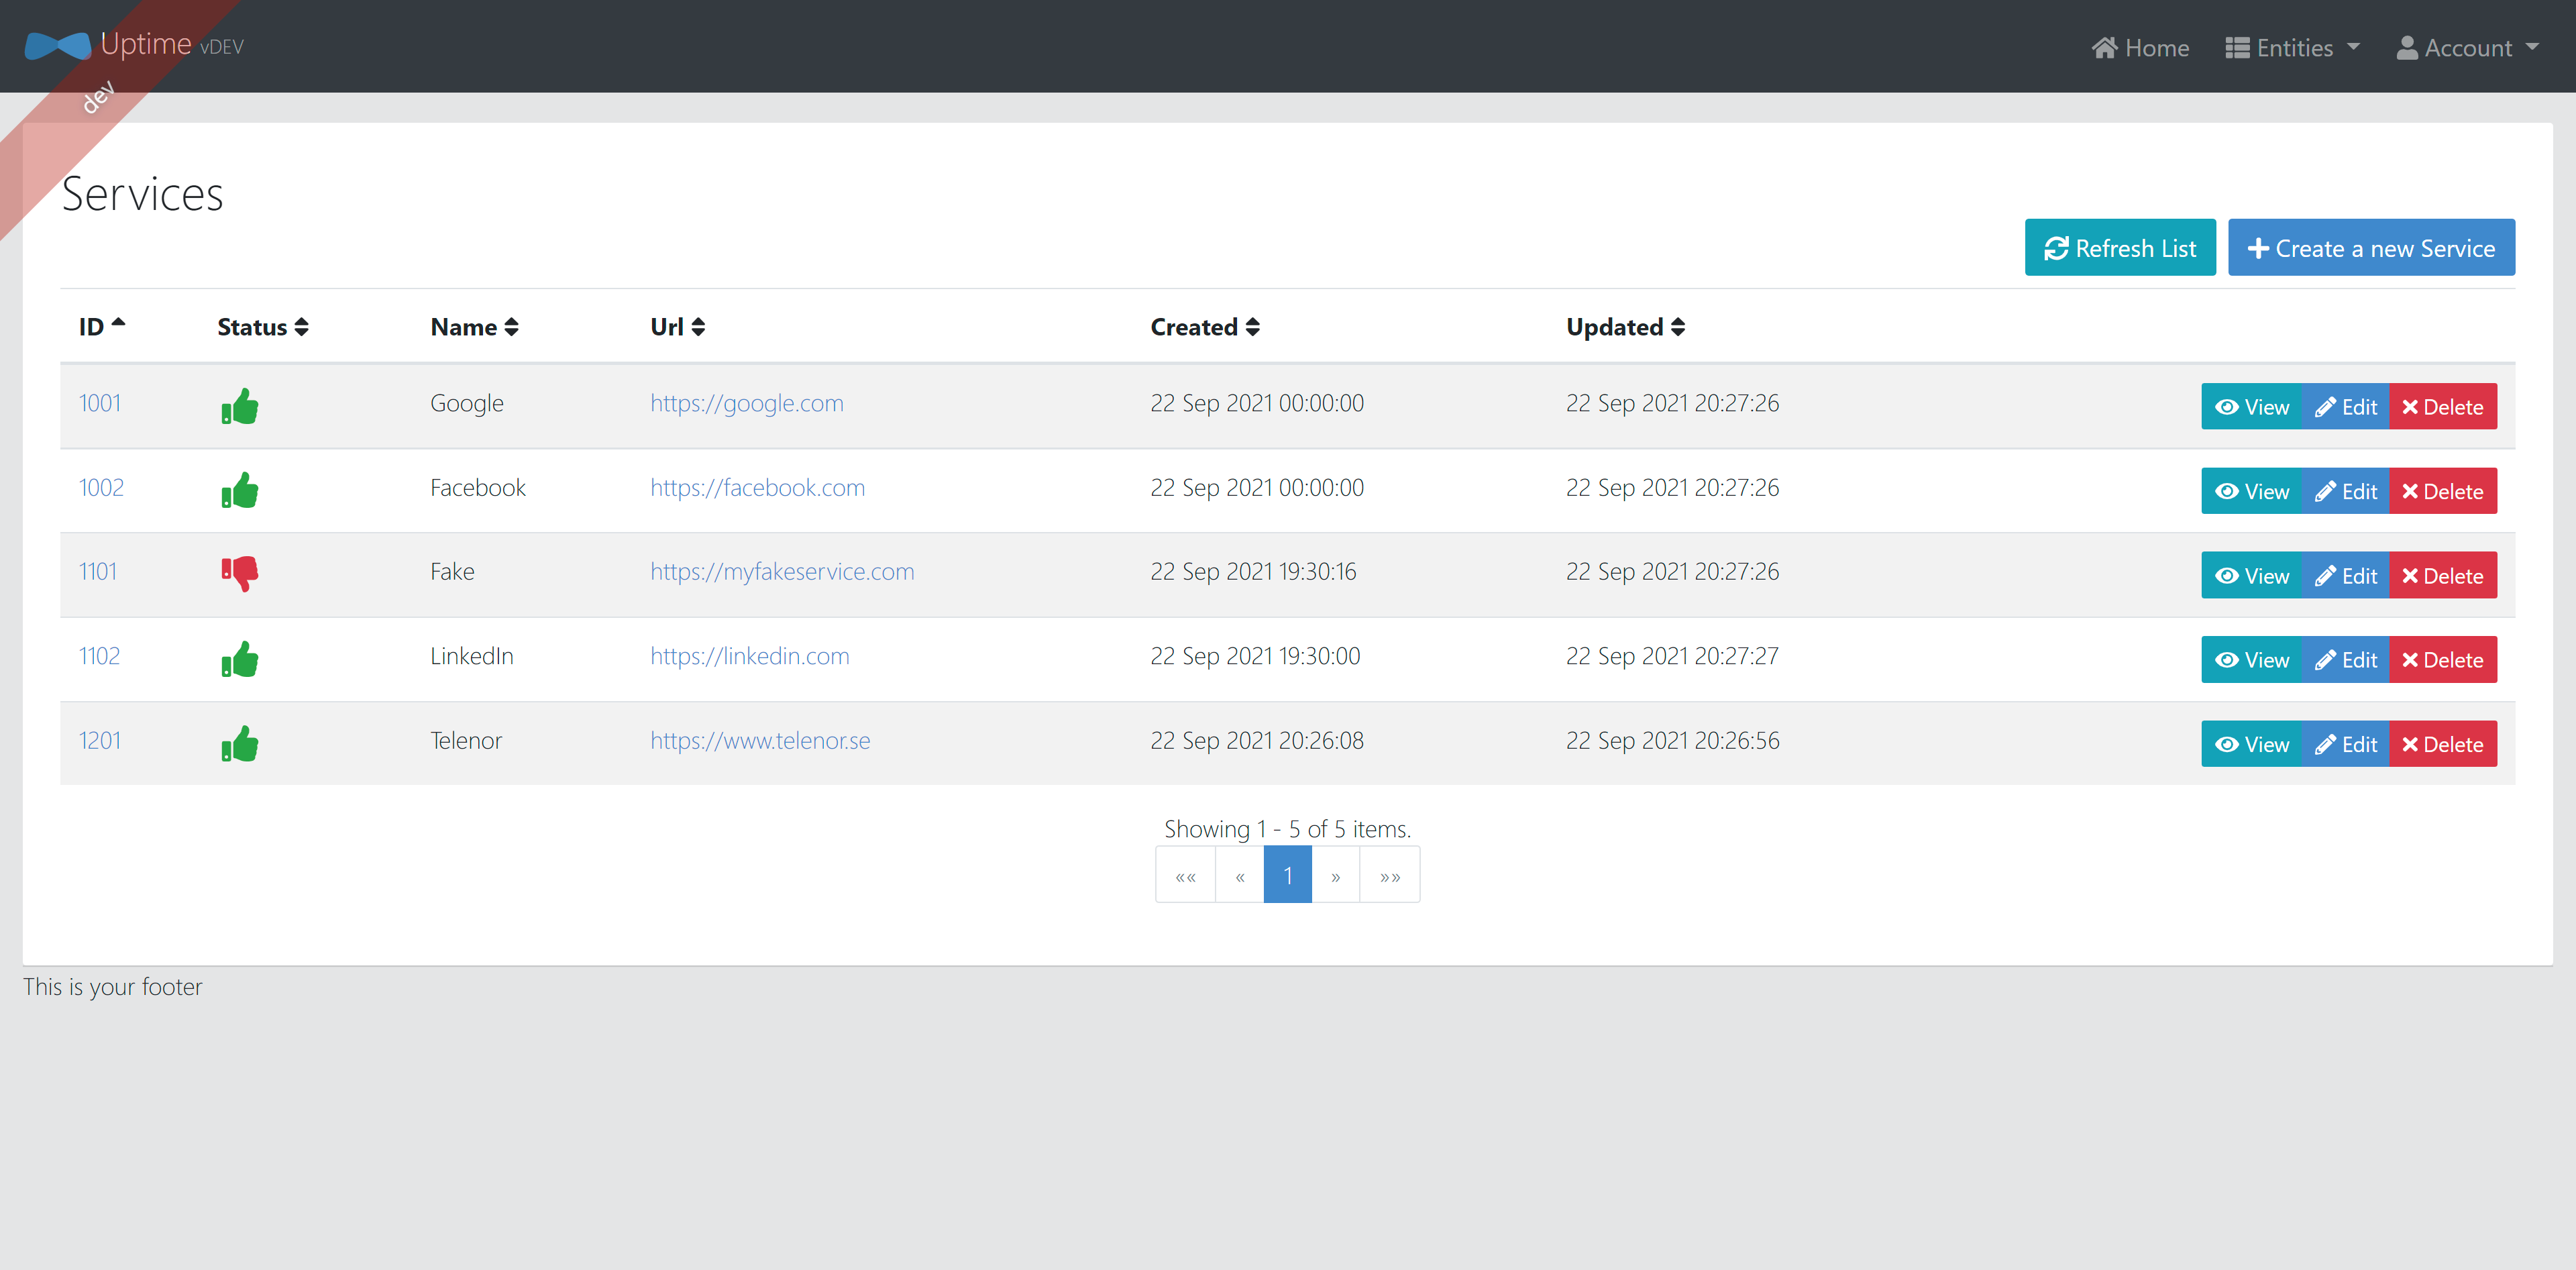 Uptime vDEV
Home Entities Account
dev
Services
Refresh List Create a new Service
ID Status Name Url Created Updated
1001 Google https://google.com 22 Sep 2021 00:00:00 22 Sep 2021 20:27:26 View Edit Delete
1002 Facebook https://facebook.com 22 Sep 2021 00:00:00 22 Sep 2021 20:27:26 View Edit Delete
1101 Fake https://myfakeservice.com 22 Sep 2021 19:30:16 22 Sep 2021 20:27:26 View Edit Delete
1102 LinkedIn https://linkedin.com 22 Sep 2021 19:30:00 22 Sep 2021 20:27:27 View Edit Delete
1201 Telenor https://www.telenor.se 22 Sep 2021 20:26:08 22 Sep 2021 20:26:56 View Edit Delete
Showing 1 - 5 of 5 items.
«« « 1 » »»
This is your footer